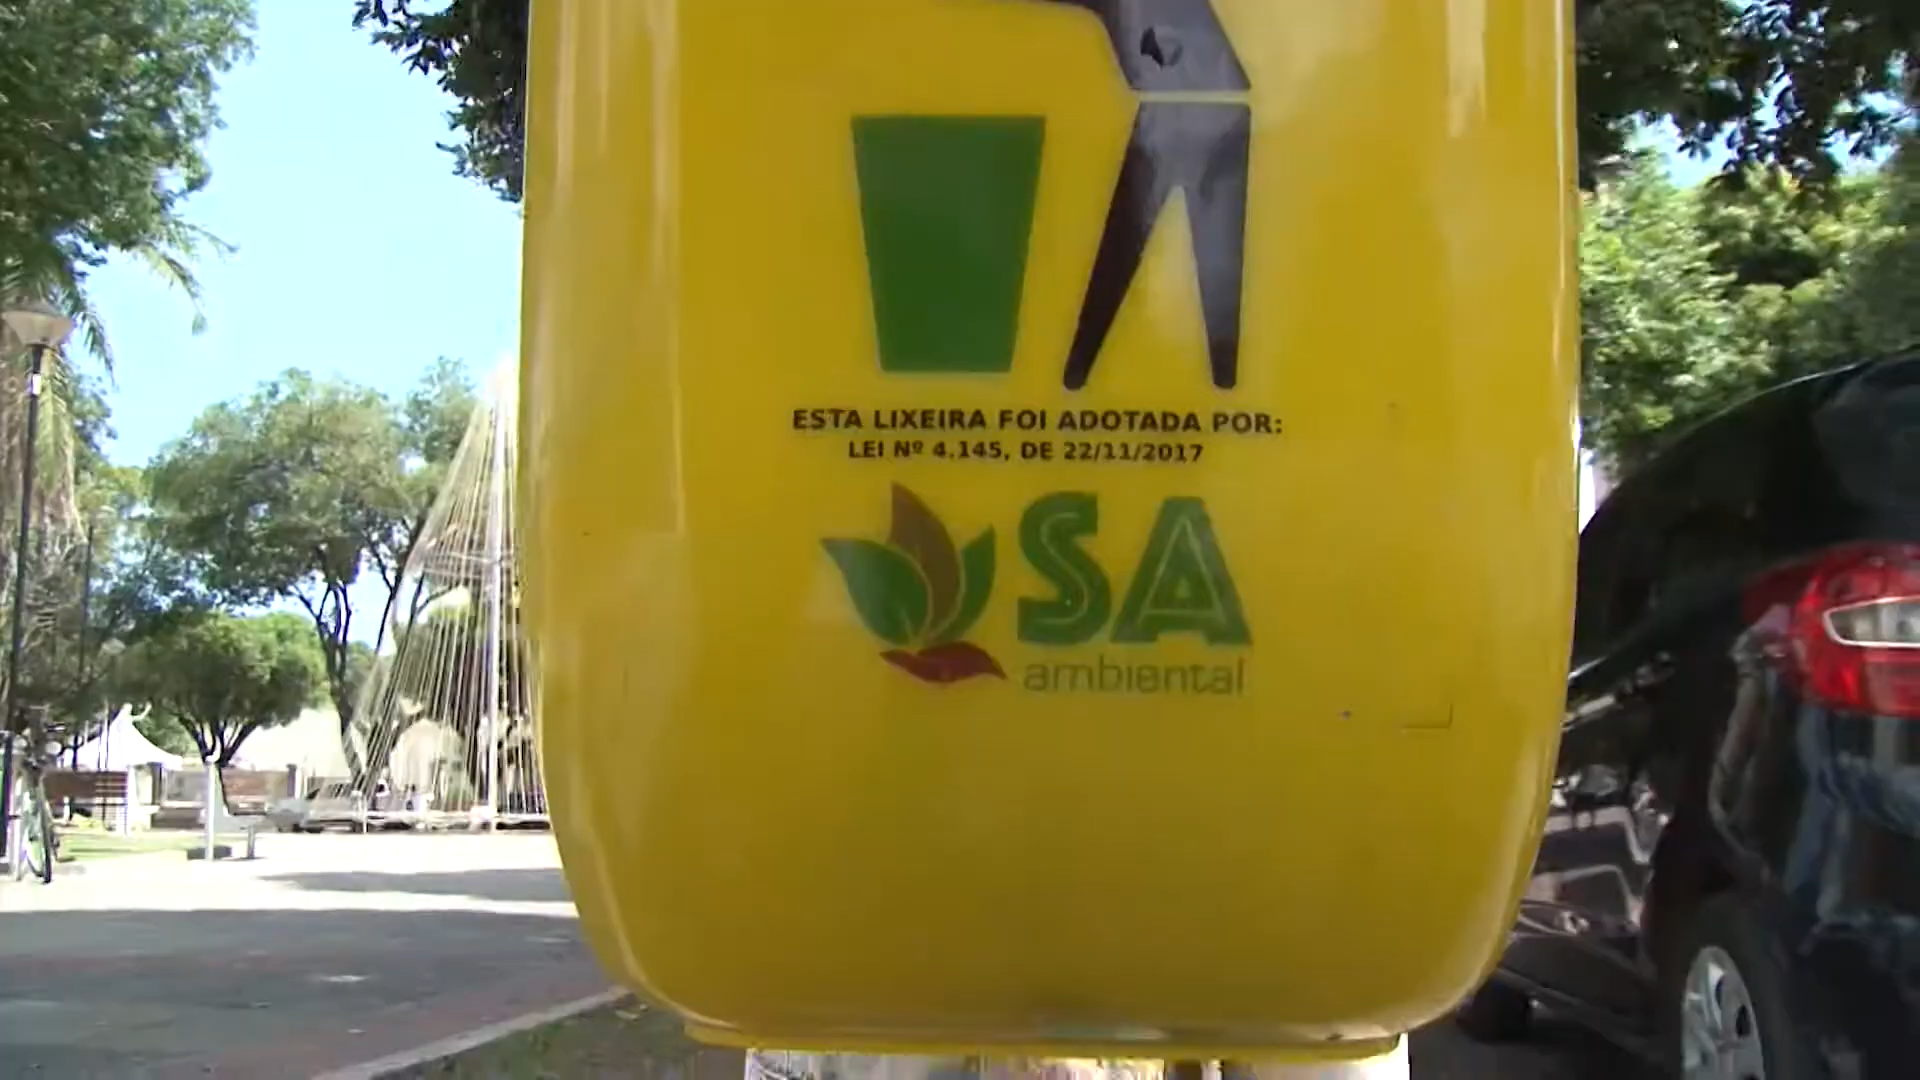 ESTA LIXEIRA FOI ADOTADA POR:
LEI Nº 4.145, DE 22/11/2017
SA
ambiental